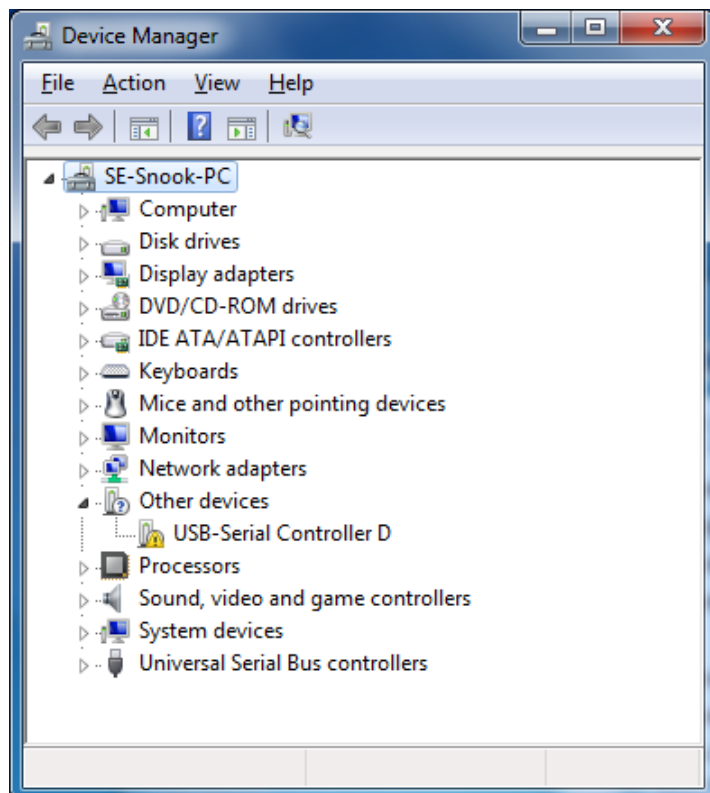 Device Manager
File Action View Help
SE-Snook-PC
Computer
Disk drives
Display adapters
DVD/CD-ROM drives
IDE ATA/ATAPI controllers
Keyboards
Mice and other pointing devices
Monitors
Network adapters
Other devices
USB-Serial Controller D
Processors
Sound, video and game controllers
System devices
Universal Serial Bus controllers